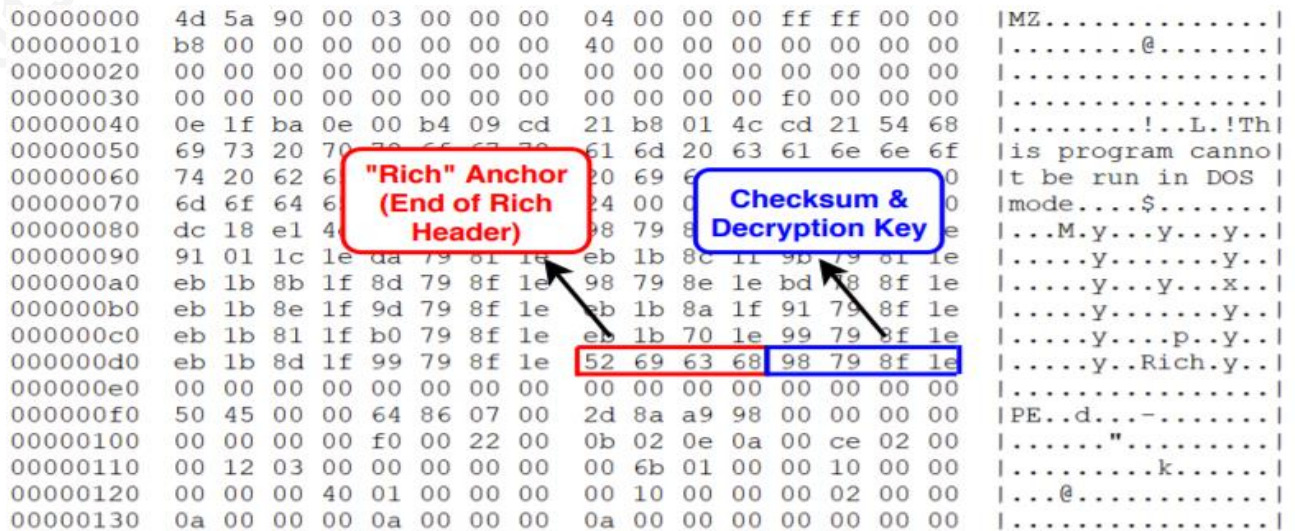 00000000 4d 5a 90 00 03 00 00 00 04 00 00 00 ff ff 00 00 |MZ..............|
00000010 b8 00 00 00 00 00 00 00 40 00 00 00 00 00 00 00 |........@.......|
00000020 00 00 00 00 00 00 00 00 00 00 00 00 00 00 00 00 |................|
00000030 00 00 00 00 00 00 00 00 00 00 00 00 f0 00 00 00 |................|
00000040 0e 1f ba 0e 00 b4 09 cd 21 b8 01 4c cd 21 54 68 |........!..L.!Th|
00000050 69 73 20 70 61 6d 20 63 61 6e 6e 6f |is program canno|
00000060 74 20 62 20 69 |t be run in DOS |
00000070 6d 6f 64 24 00 |mode....$.......|
00000080 dc 18 e1 98 79 |...M.y...y...y..|
"Rich" Anchor
(End of Rich
Header)
Checksum &
Decryption Key
00000090 91 01 1c 1e da 79 8f 1e eb 1b 8c 1f 9b 79 8f 1e |.....y.......y..|
000000a0 eb 1b 8b 1f 8d 79 8f 1e 98 79 8e 1e bd 78 8f 1e |.....y...y...x..|
000000b0 eb 1b 8e 1f 9d 79 8f 1e eb 1b 8a 1f 91 79 8f 1e |.....y.......y..|
000000c0 eb 1b 81 1f b0 79 8f 1e eb 1b 70 1e 99 79 8f 1e |.....y....p..y..|
000000d0 eb 1b 8d 1f 99 79 8f 1e 52 69 63 68 98 79 8f 1e |.....y..Rich.y..|
000000e0 00 00 00 00 00 00 00 00 00 00 00 00 00 00 00 00 |................|
000000f0 50 45 00 00 64 86 07 00 2d 8a a9 98 00 00 00 00 |PE..d...-.......|
00000100 00 00 00 00 f0 00 22 00 0b 02 0e 0a 00 ce 02 00 |......".........|
00000110 00 12 03 00 00 00 00 00 00 6b 01 00 00 10 00 00 |.........k......|
00000120 00 00 00 40 01 00 00 00 00 10 00 00 00 02 00 00 |...@............|
00000130 0a 00 00 00 0a 00 00 00 0a 00 00 00 00 00 00 00 |................|